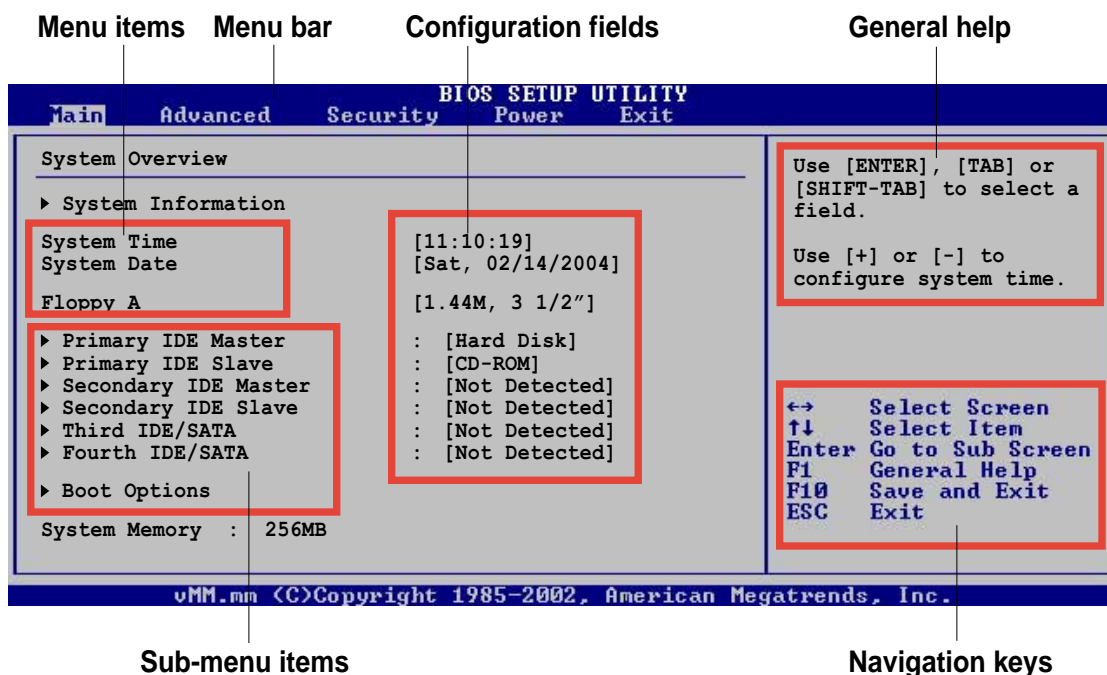 Menu items Menu bar Configuration fields General help
BIOS SETUP UTILITY
Main Advanced Security Power Exit
System Overview
▶ System Information
System Time [11:10:19]
System Date [Sat, 02/14/2004]
Floppy A [1.44M, 3 1/2″]
▶ Primary IDE Master : [Hard Disk]
▶ Primary IDE Slave : [CD-ROM]
▶ Secondary IDE Master : [Not Detected]
▶ Secondary IDE Slave : [Not Detected]
▶ Third IDE/SATA : [Not Detected]
▶ Fourth IDE/SATA : [Not Detected]
▶ Boot Options
System Memory : 256MB
Use [ENTER], [TAB] or
[SHIFT-TAB] to select a
field.
Use [+] or [-] to
configure system time.
↔ Select Screen
↑↓ Select Item
Enter Go to Sub Screen
F1 General Help
F10 Save and Exit
ESC Exit
vMM.mm (C)Copyright 1985-2002, American Megatrends, Inc.
Sub-menu items Navigation keys